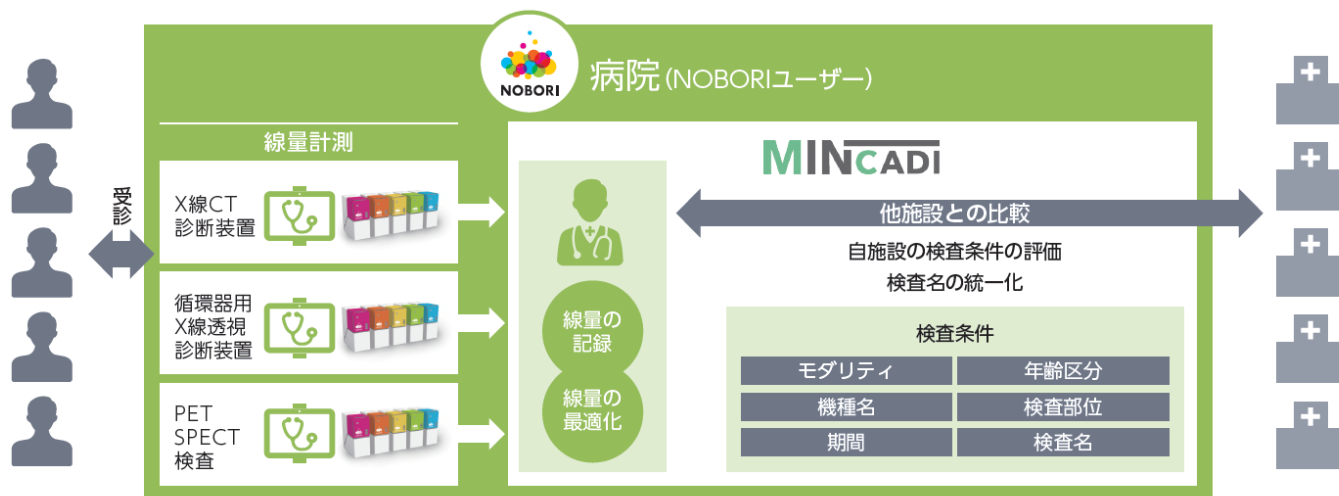 NOBORI
病院(NOBORIユーザー)
受診
線量計測
X線CT
診断装置
循環器用
X線透視
診断装置
PET
SPECT
検査
線量の
記録
線量の
最適化
MINCADI
他施設との比較
自施設の検査条件の評価
検査名の統一化
検査条件
モダリティ
年齢区分
機種名
検査部位
期間
検査名